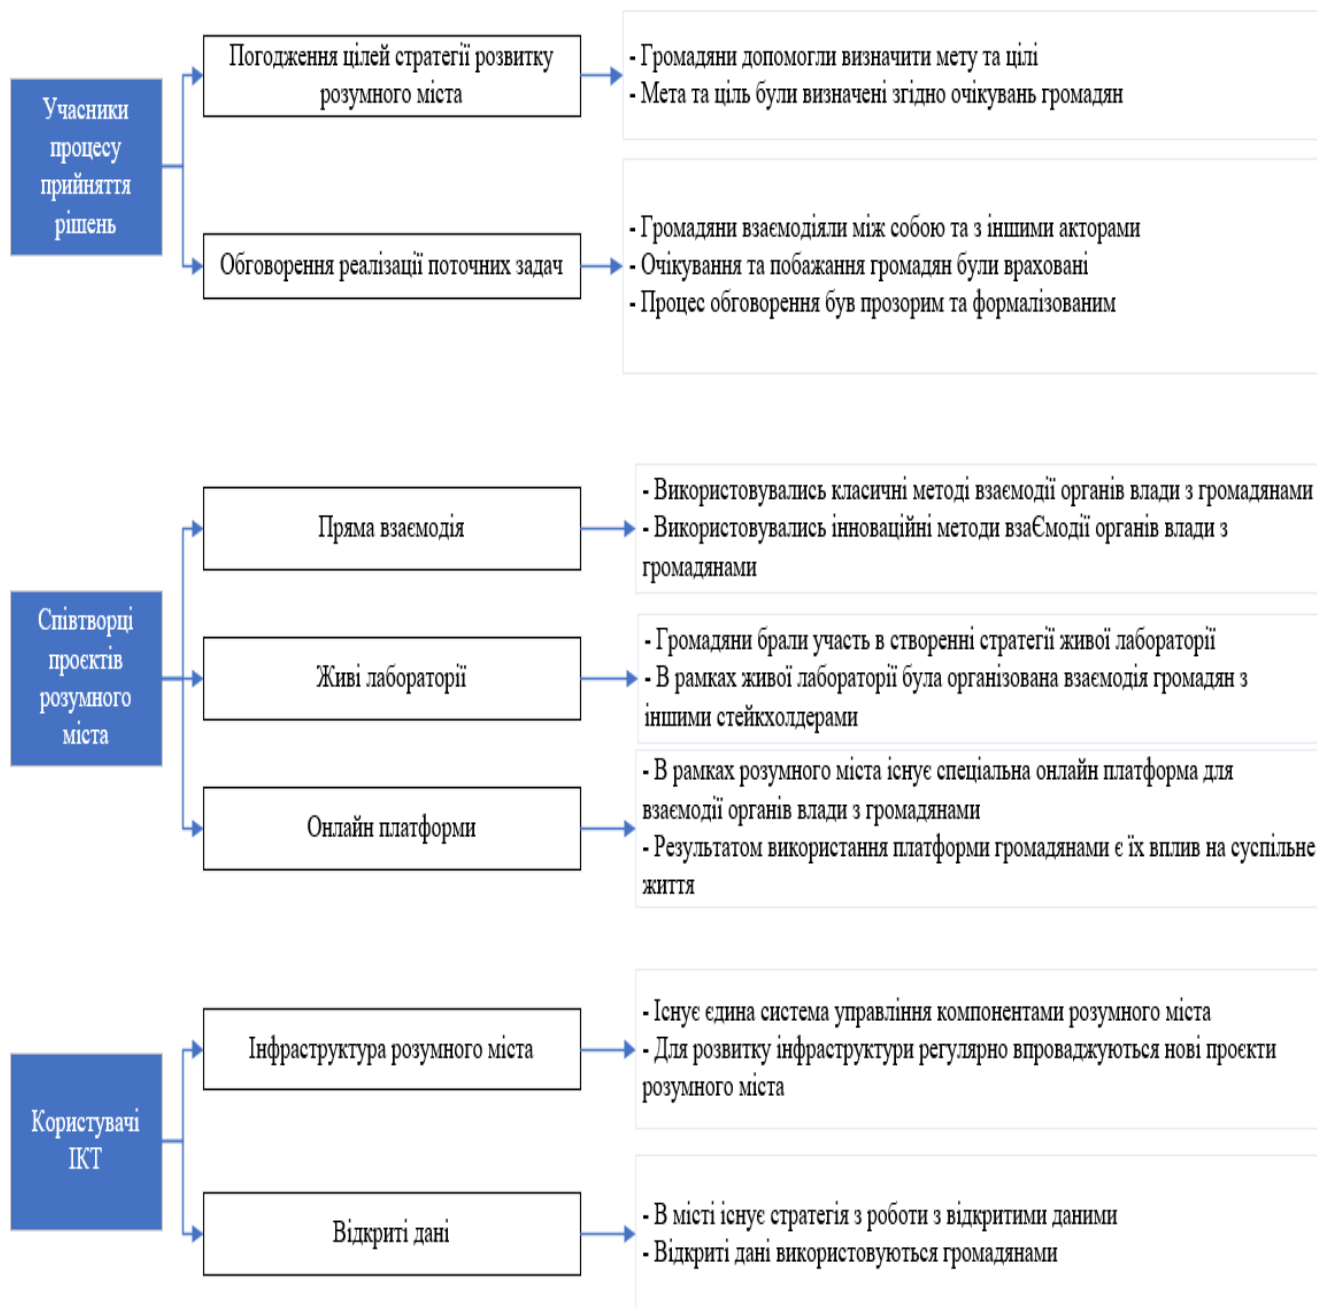 Учасники
процесу
прийняття
рішень
Погодження цілей стратегії розвитку
розумного міста
- Громадяни допомогли визначити мету та цілі
- Мета та ціль були визначені згідно очікувань громадян
Обговорення реалізації поточних задач
- Громадяни взаємодіяли між собою та з іншими акторами
- Очікування та побажання громадян були враховані
- Процес обговорення був прозорим та формалізованим
Співтворці
проєктів
розумного
міста
Пряма взаємодія
- Використовувались класичні методі взаємодії органів влади з громадянами
- Використовувались інноваційні методи взаЄмодії органів влади з
громадянами
Живі лабораторії
- Громадяни брали участь в створенні стратегії живої лабораторії
- В рамках живої лабораторії була організована взаємодія громадян з
іншими стейкхолдерами
Онлайн платформи
- В рамках розумного міста існує спеціальна онлайн платформа для
взаємодії органів влади з громадянами
- Результатом використання платформи громадянами є їх вплив на суспільне
життя
Користувачі
ІКТ
Інфраструктура розумного міста
- Існує єдина система управління компонентами розумного міста
- Для розвитку інфраструктури регулярно впроваджуються нові проєкти
розумного міста
Відкриті дані
- В місті існує стратегія з роботи з відкритими даними
- Відкриті дані використовуються громадянами